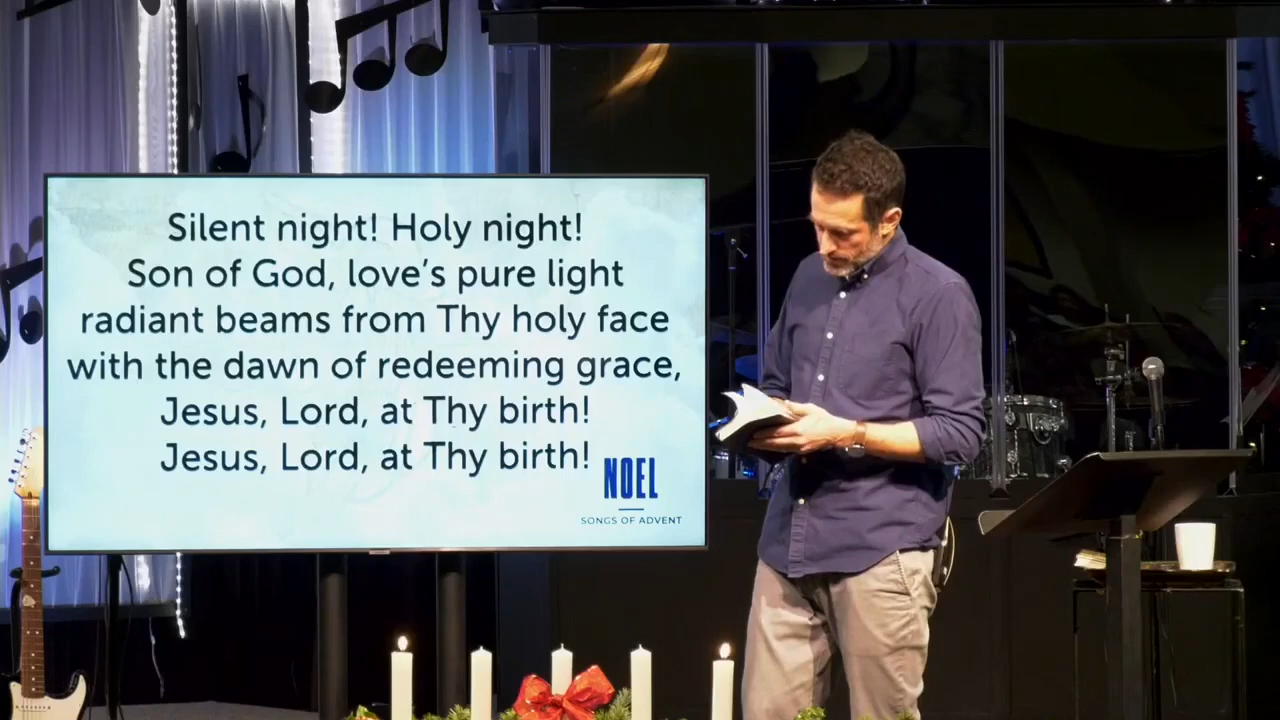 Silent night! Holy night!
Son of God, love's pure light
radiant beams from Thy holy face
with the dawn of redeeming grace,
Jesus, Lord, at Thy birth!
Jesus, Lord, at Thy birth!
NOEL
SONGS OF ADVENT